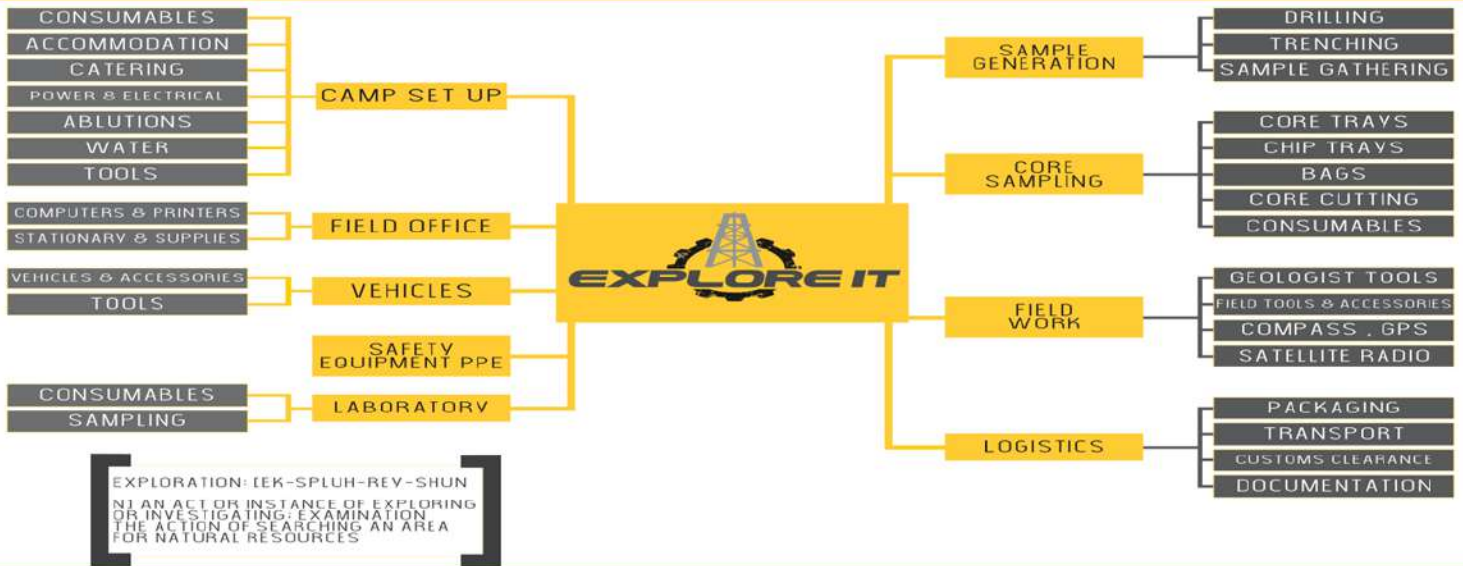 CONSUMABLES
ACCOMMODATION
CATERING
POWER & ELECTRICAL
ABLUTIONS
WATER
TOOLS
CAMP SET UP
COMPUTERS & PRINTERS
STATIONARY & SUPPLIES
FIELD OFFICE
VEHICLES & ACCESSORIES
TOOLS
VEHICLES
SAFETY
EQUIPMENT PPE
CONSUMABLES
SAMPLING
LABORATORY
EXPLORE IT
SAMPLE
GENERATION
DRILLING
TRENCHING
SAMPLE GATHERING
CORE
SAMPLING
CORE TRAYS
CHIP TRAYS
BAGS
CORE CUTTING
CONSUMABLES
FIELD
WORK
GEOLOGIST TOOLS
FIELD TOOLS & ACCESSORIES
COMPASS , GPS
SATELLITE RADIO
LOGISTICS
PACKAGING
TRANSPORT
CUSTOMS CLEARANCE
DOCUMENTATION
EXPLORATION: [EK-SPLUH-REY-SHUN
N] AN ACT OR INSTANCE OF EXPLORING
OR INVESTIGATING; EXAMINATION
THE ACTION OF SEARCHING AN AREA
FOR NATURAL RESOURCES